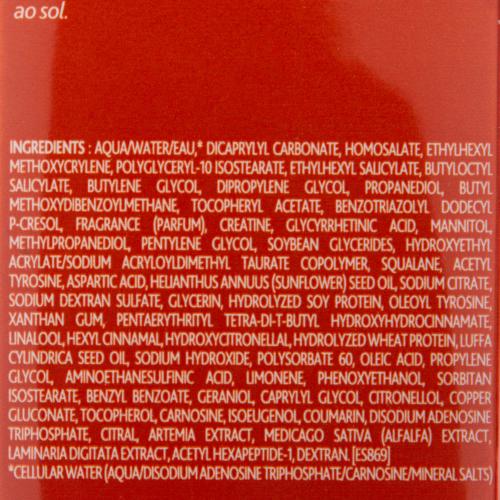 ao sol.
INGREDIENTS : AQUA/WATER/EAU,* DICAPRYLYL CARBONATE, HOMOSALATE, ETHYLHEXYL
METHOXYCRYLENE, POLYGLYCERYL-10 ISOSTEARATE, ETHYLHEXYL SALICYLATE, BUTYLOCTYL
SALICYLATE, BUTYLENE GLYCOL, DIPROPYLENE GLYCOL, PROPANEDIOL, BUTYL
METHOXYDIBENZOYLMETHANE, TOCOPHERYL ACETATE, BENZOTRIAZOLYL DODECYL
P-CRESOL, FRAGRANCE (PARFUM), CREATINE, GLYCYRRHETINIC ACID, MANNITOL,
METHYLPROPANEDIOL, PENTYLENE GLYCOL, SOYBEAN GLYCERIDES, HYDROXYETHYL
ACRYLATE/SODIUM ACRYLOYLDIMETHYL TAURATE COPOLYMER, SQUALANE, ACETYL
TYROSINE, ASPARTIC ACID, HELIANTHUS ANNUUS (SUNFLOWER) SEED OIL, SODIUM CITRATE,
SODIUM DEXTRAN SULFATE, GLYCERIN, HYDROLYZED SOY PROTEIN, OLEOYL TYROSINE,
XANTHAN GUM, PENTAERYTHRITYL TETRA-DI-T-BUTYL HYDROXYHYDROCINNAMATE,
LINALOOL, HEXYL CINNAMAL, HYDROXYCITRONELLAL, HYDROLYZED WHEAT PROTEIN, LUFFA
CYLINDRICA SEED OIL, SODIUM HYDROXIDE, POLYSORBATE 60, OLEIC ACID, PROPYLENE
GLYCOL, AMINOETHANESULFINIC ACID, LIMONENE, PHENOXYETHANOL, SORBITAN
ISOSTEARATE, BENZYL BENZOATE, GERANIOL, CAPRYLYL GLYCOL, CITRONELLOL, COPPER
GLUCONATE, TOCOPHEROL, CARNOSINE, ISOEUGENOL, COUMARIN, DISODIUM ADENOSINE
TRIPHOSPHATE, CITRAL, ARTEMIA EXTRACT, MEDICAGO SATIVA (ALFALFA) EXTRACT,
LAMINARIA DIGITATA EXTRACT, ACETYL HEXAPEPTIDE-1, DEXTRAN. [ES869]
*CELLULAR WATER (AQUA/DISODIUM ADENOSINE TRIPHOSPHATE/CARNOSINE/MINERAL SALTS)